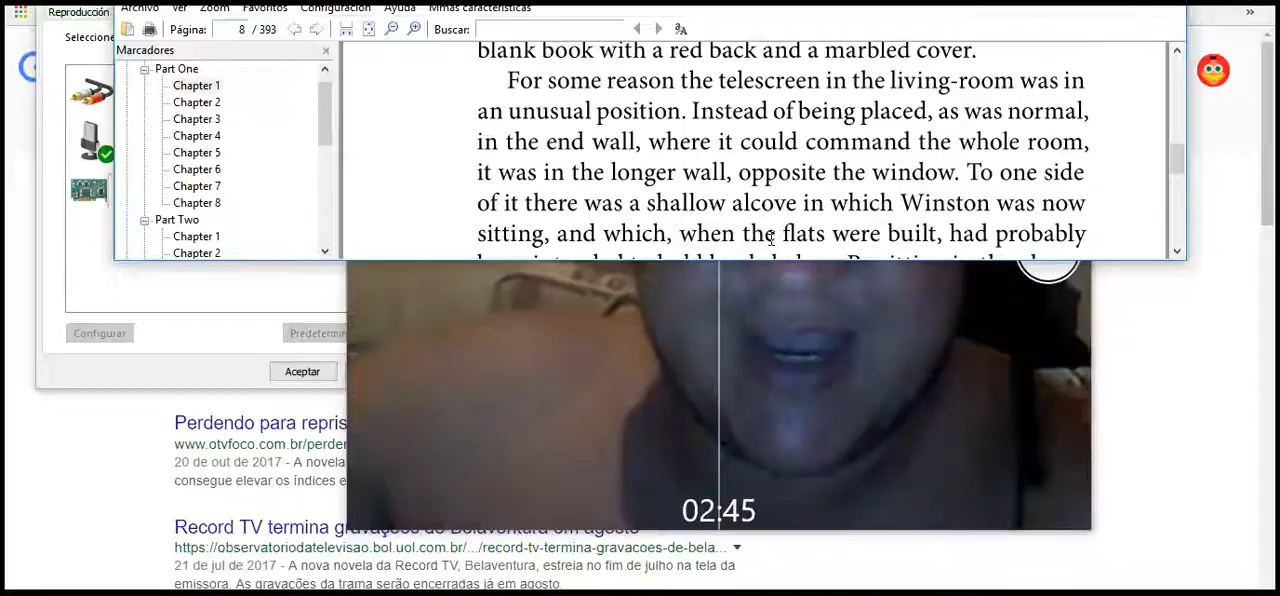 Reproducción
Archivo Ver Zoom Favoritos Configuración Ayuda Mimas características
Página: 8 / 393
Buscar:
Seleccione
Marcadores
Part One
Chapter 1
Chapter 2
Chapter 3
Chapter 4
Chapter 5
Chapter 6
Chapter 7
Chapter 8
Part Two
Chapter 1
Chapter 2
blank book with a red back and a marbled cover.
For some reason the telescreen in the living-room was in
an unusual position. Instead of being placed, as was normal,
in the end wall, where it could command the whole room,
it was in the longer wall, opposite the window. To one side
of it there was a shallow alcove in which Winston was now
sitting, and which, when the flats were built, had probably
Configurar
Predetermin
Aceptar
02:45
Perdendo para repris
www.otvfoco.com.br/perder
20 de out de 2017 - A novela
consegue elevar os índices e
Record TV termina gravações de Belaventura em agosto
https://observatoriodatelevisao.bol.uol.com.br/.../record-tv-termina-gravacoes-de-bela...
21 de jul de 2017 - A nova novela da Record TV, Belaventura, estreia no fim de julho na tela da
emissora. As gravações da trama serão encerradas já em agosto.